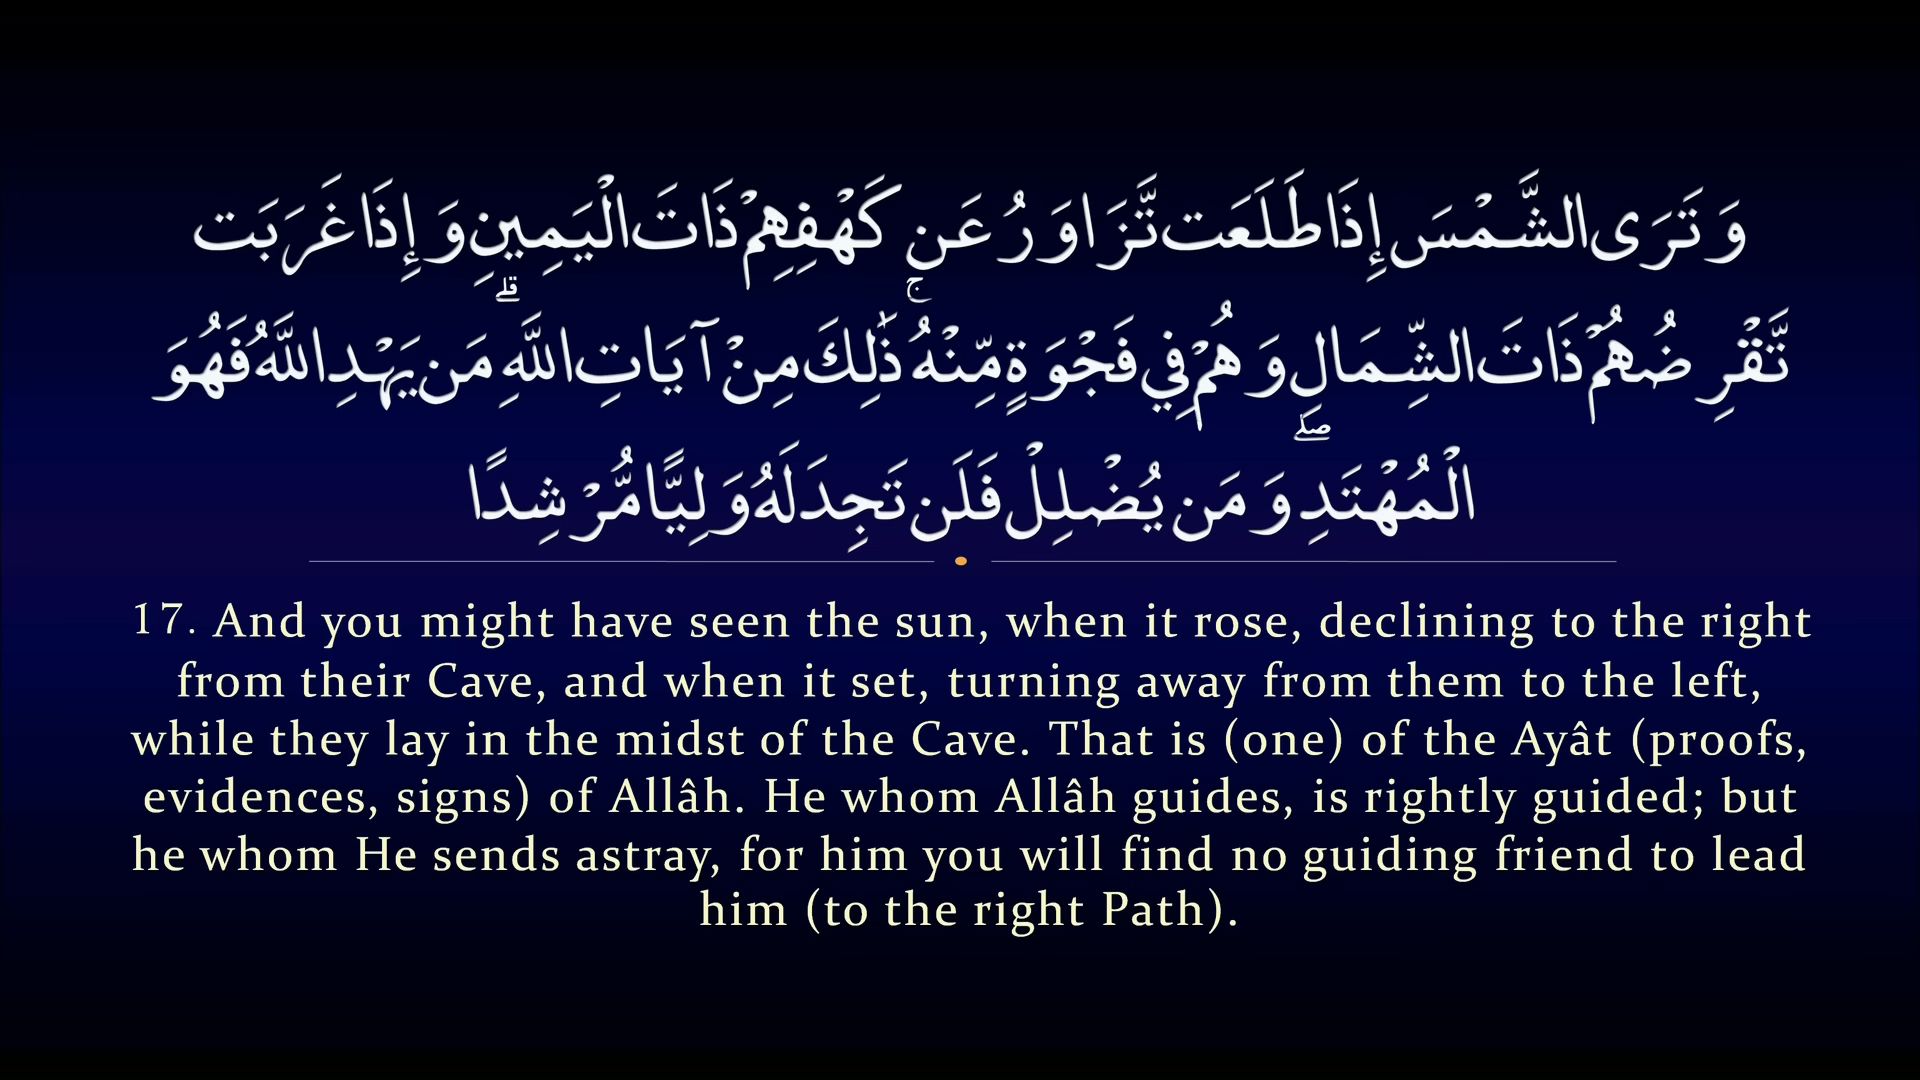 وَتَرَى الشَّمْسَ إِذَا طَلَعَت تَّزَاوَرُ عَن كَهْفِهِمْ ذَاتَ الْيَمِينِ وَإِذَا غَرَبَت
تَّقْرِضُهُمْ ذَاتَ الشِّمَالِ وَهُمْ فِي فَجْوَةٍ مِّنْهُ ۚ ذَٰلِكَ مِنْ آيَاتِ اللَّهِ ۗ مَن يَهْدِ اللَّهُ فَهُوَ
الْمُهْتَدِ ۖ وَمَن يُضْلِلْ فَلَن تَجِدَ لَهُ وَلِيًّا مُّرْشِدًا
17. And you might have seen the sun, when it rose, declining to the right
from their Cave, and when it set, turning away from them to the left,
while they lay in the midst of the Cave. That is (one) of the Ayât (proofs,
evidences, signs) of Allâh. He whom Allâh guides, is rightly guided; but
he whom He sends astray, for him you will find no guiding friend to lead
him (to the right Path).